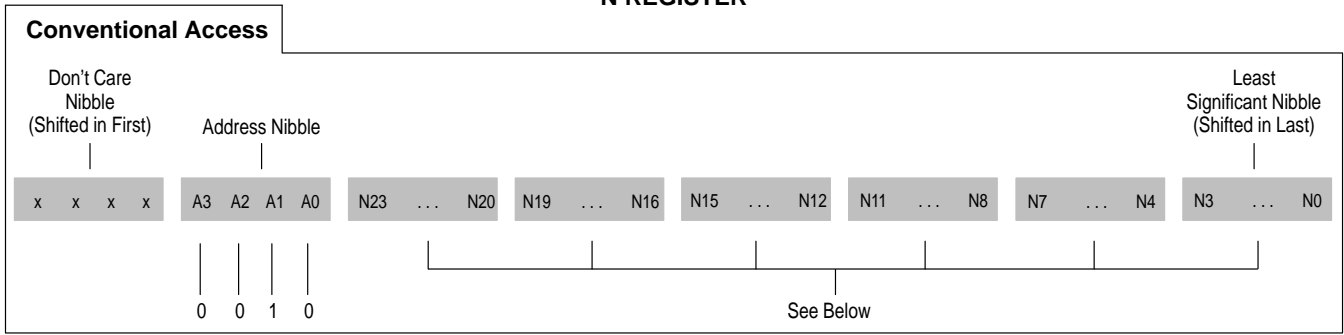 N REGISTER
Conventional Access
Don't Care
Nibble
(Shifted in First)
Address Nibble
Least
Significant Nibble
(Shifted in Last)
x x x x A3 A2 A1 A0 N23 ... N20 N19 ... N16 N15 ... N12 N11 ... N8 N7 ... N4 N3 ... N0
0 0 1 0
See Below